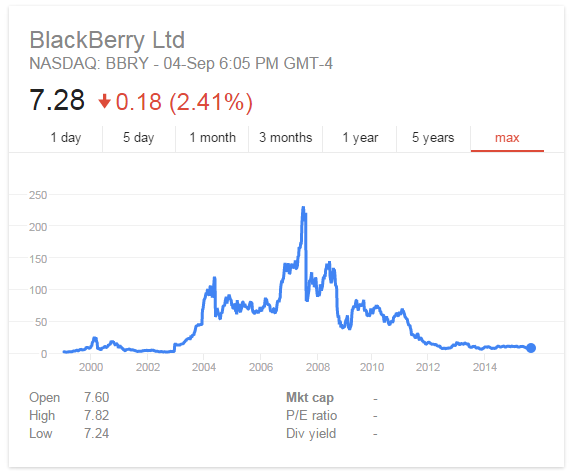 BlackBerry Ltd
NASDAQ: BBRY - 04-Sep 6:05 PM GMT-4
7.28 0.18 (2.41%)
1 day 5 day 1 month 3 months 1 year 5 years max
250
200
150
100
50
0
2000 2002 2004 2006 2008 2010 2012 2014
Open 7.60 Mkt cap -
High 7.82 P/E ratio -
Low 7.24 Div yield -